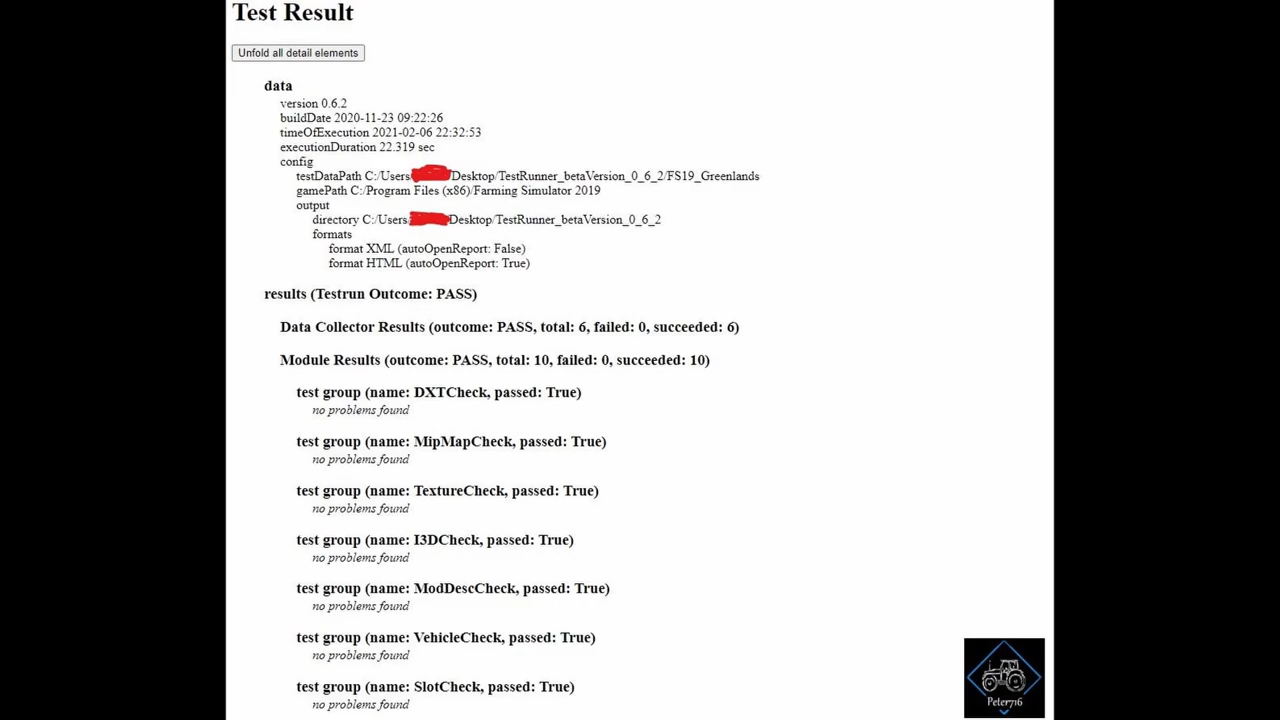 Test Result
Unfold all detail elements
data
version 0.6.2
buildDate 2020-11-23 09:22:26
timeOfExecution 2021-02-06 22:32:53
executionDuration 22.319 sec
config
testDataPath C:/Users Desktop/TestRunner_betaVersion_0_6_2/FS19_Greenlands
gamePath C:/Program Files (x86)/Farming Simulator 2019
output
directory C:/Users Desktop/TestRunner_betaVersion_0_6_2
formats
format XML (autoOpenReport: False)
format HTML (autoOpenReport: True)
results (Testrun Outcome: PASS)
Data Collector Results (outcome: PASS, total: 6, failed: 0, succeeded: 6)
Module Results (outcome: PASS, total: 10, failed: 0, succeeded: 10)
test group (name: DXTCheck, passed: True)
no problems found
test group (name: MipMapCheck, passed: True)
no problems found
test group (name: TextureCheck, passed: True)
no problems found
test group (name: I3DCheck, passed: True)
no problems found
test group (name: ModDescCheck, passed: True)
no problems found
test group (name: VehicleCheck, passed: True)
no problems found
test group (name: SlotCheck, passed: True)
no problems found
Peter716